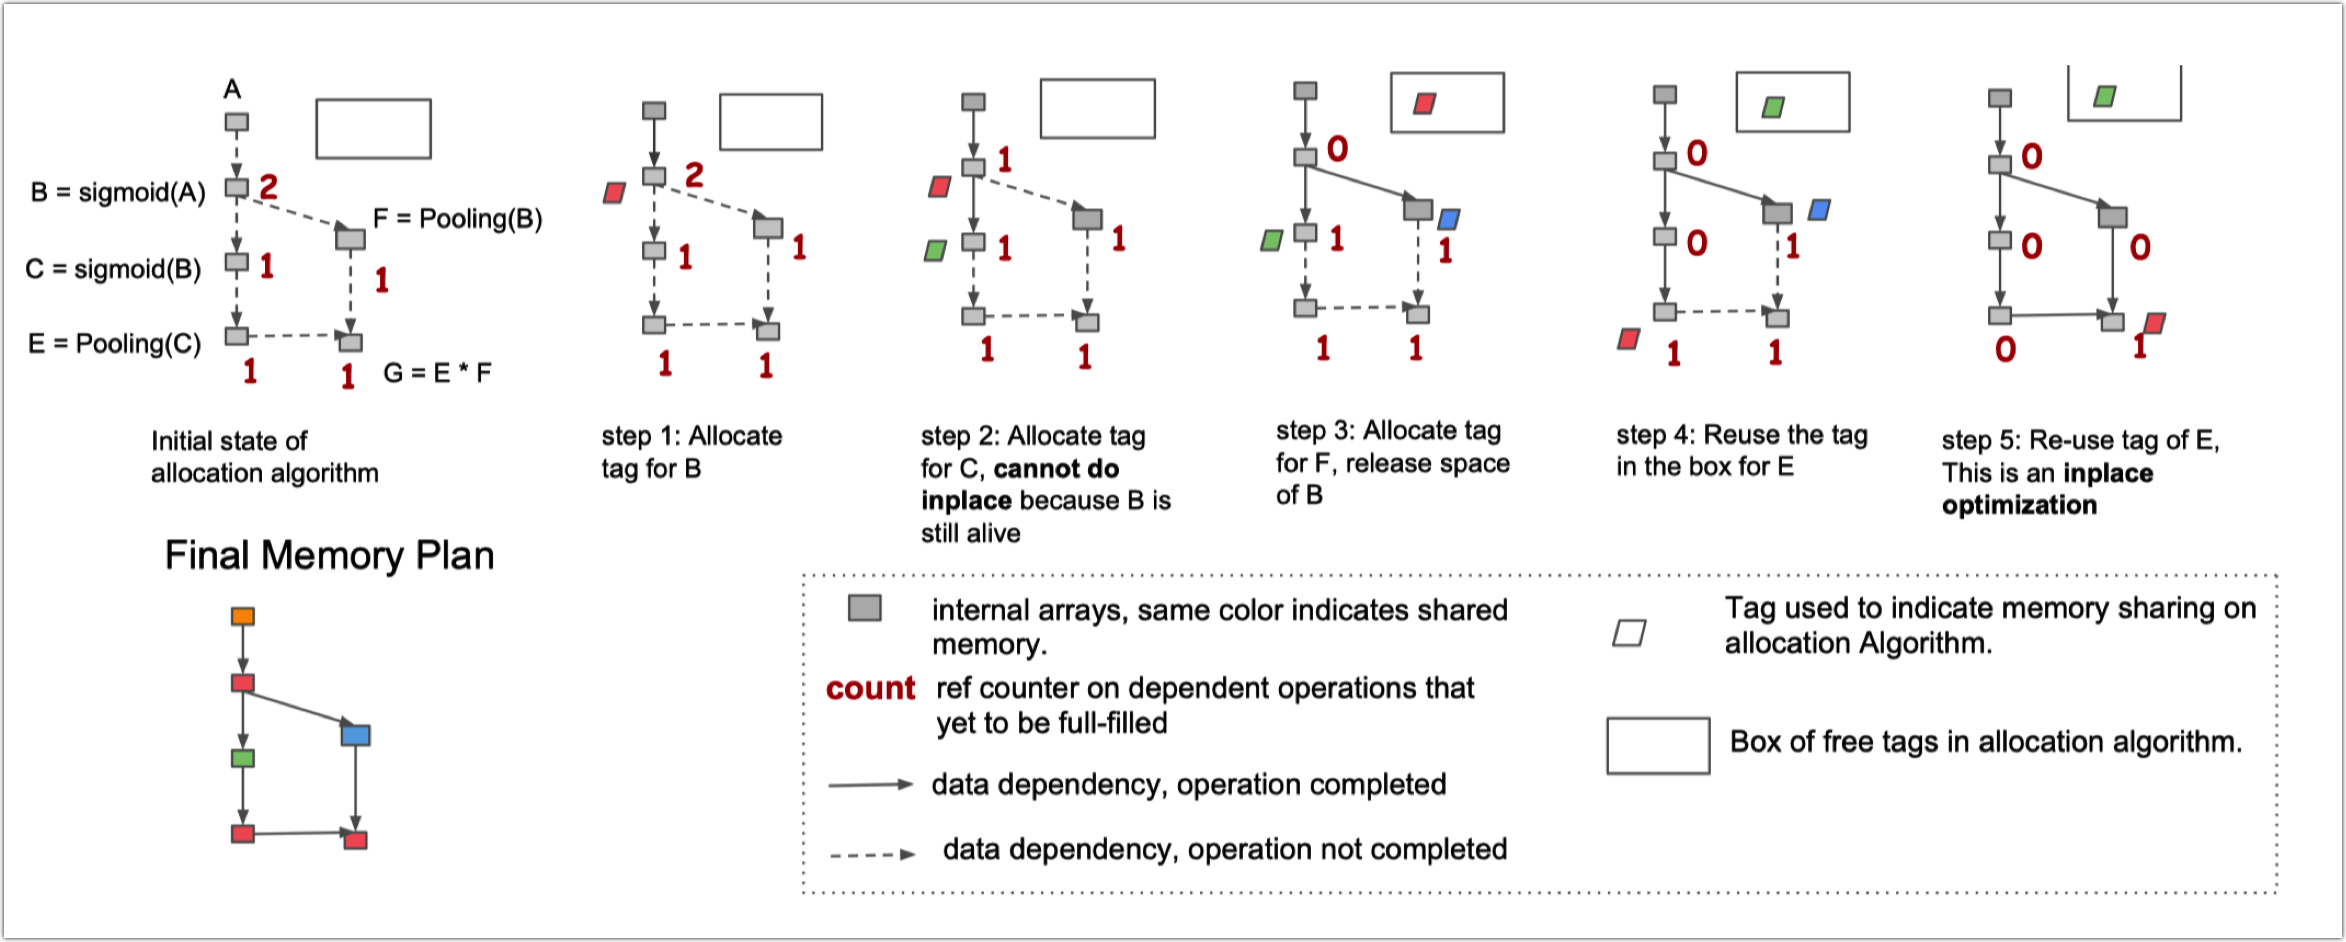 A
B = sigmoid(A)
2
F = Pooling(B)
C = sigmoid(B)
1
1
E = Pooling(C)
1
1
G = E * F
Initial state of
allocation algorithm
2
1
1
1
1
step 1: Allocate
tag for B
1
1
1
1
1
step 2: Allocate tag
for C, cannot do
inplace because B is
still alive
0
1
1
1
1
step 3: Allocate tag
for F, release space
of B
0
0
1
1
1
step 4: Reuse the tag
in the box for E
0
0
0
0
1
step 5: Re-use tag of E,
This is an inplace
optimization
Final Memory Plan
internal arrays, same color indicates shared
memory.
count ref counter on dependent operations that
yet to be full-filled
data dependency, operation completed
data dependency, operation not completed
Tag used to indicate memory sharing on
allocation Algorithm.
Box of free tags in allocation algorithm.